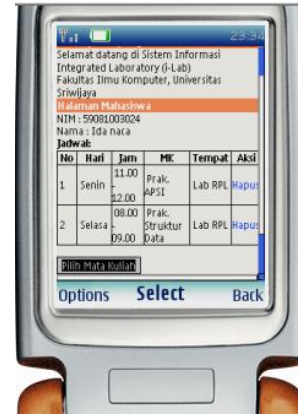 23:34
Selamat datang di Sistem Informasi
Integrated Laboratory (i-Lab)
Fakultas Ilmu Komputer, Universitas
Sriwijaya
Halaman Mahasiswa
NIM : 59081003024
Nama : Ida naca
Jadwal:
No Hari Jam MK Tempat Aksi
1 Senin 11.00 - 12.00 Prak. APSI Lab RPL Hapus
2 Selasa 08.00 - 09.00 Prak. Struktur Data Lab RPL Hapus
Pilih Mata Kuliah
Options Select Back